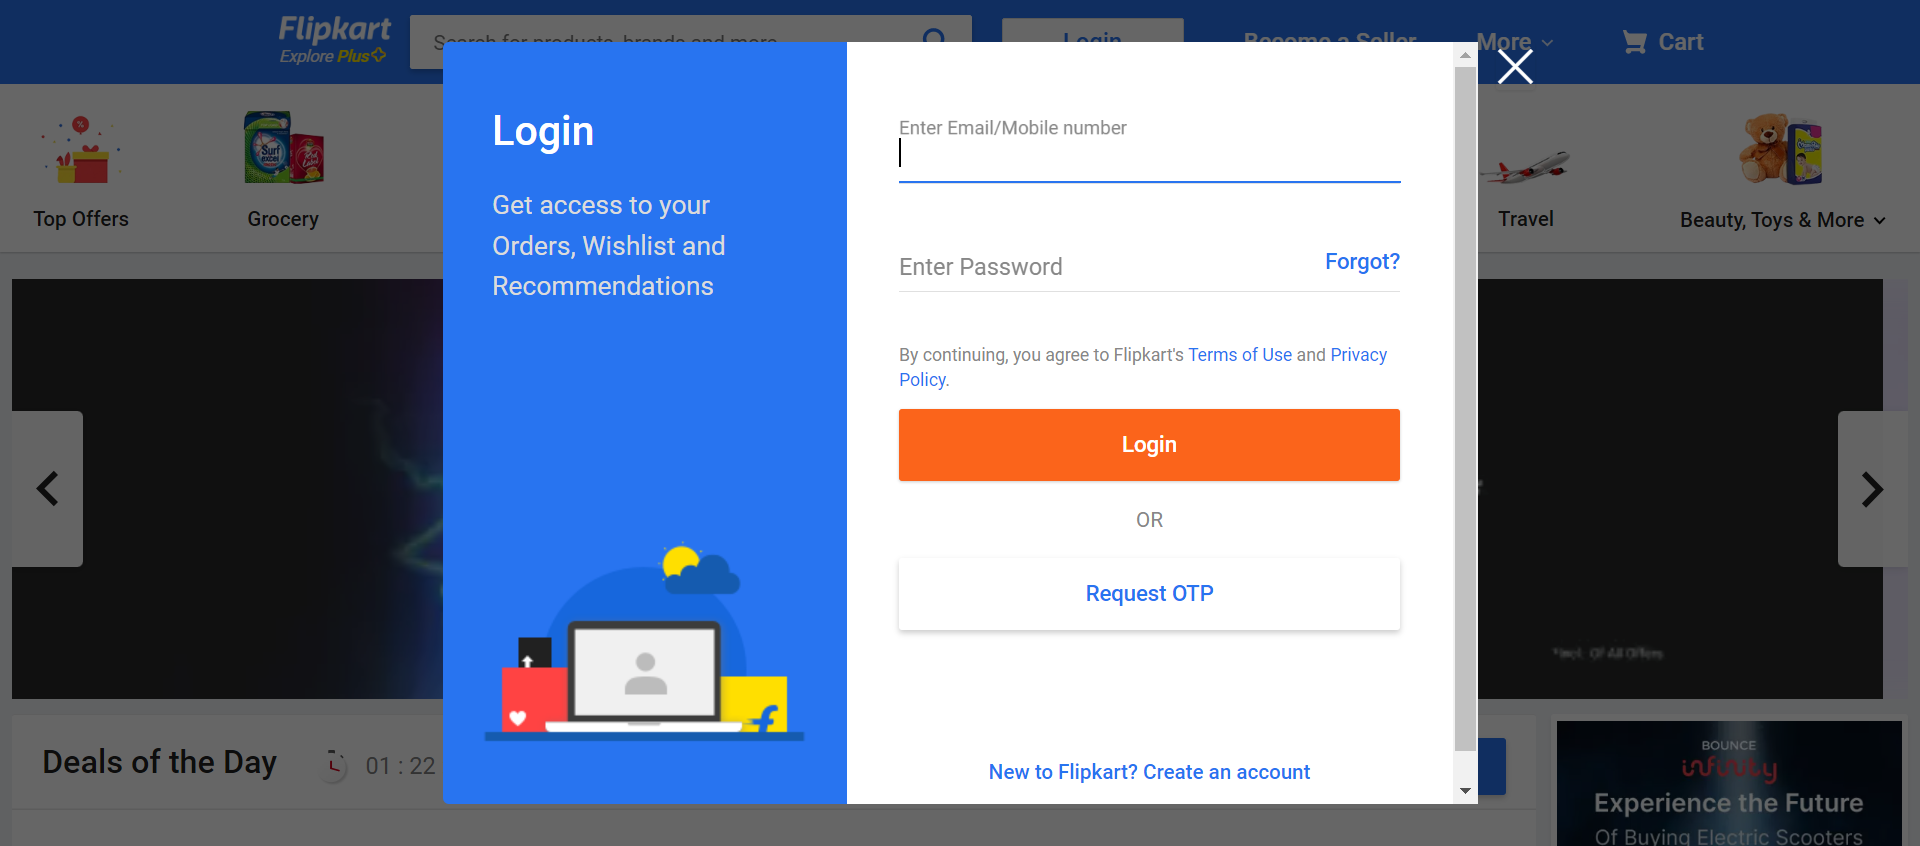 Flipkart
Explore Plus
Search for products, brands and more
Login
Become a Seller
More
Cart
Top Offers
Grocery
Travel
Beauty, Toys & More
Login
Get access to your
Orders, Wishlist and
Recommendations
Enter Email/Mobile number
Enter Password
Forgot?
By continuing, you agree to Flipkart's Terms of Use and Privacy
Policy.
Login
OR
Request OTP
New to Flipkart? Create an account
Deals of the Day
01 : 22
BOUNCE
infinity
Experience the Future
Of Buying Electric Scooters